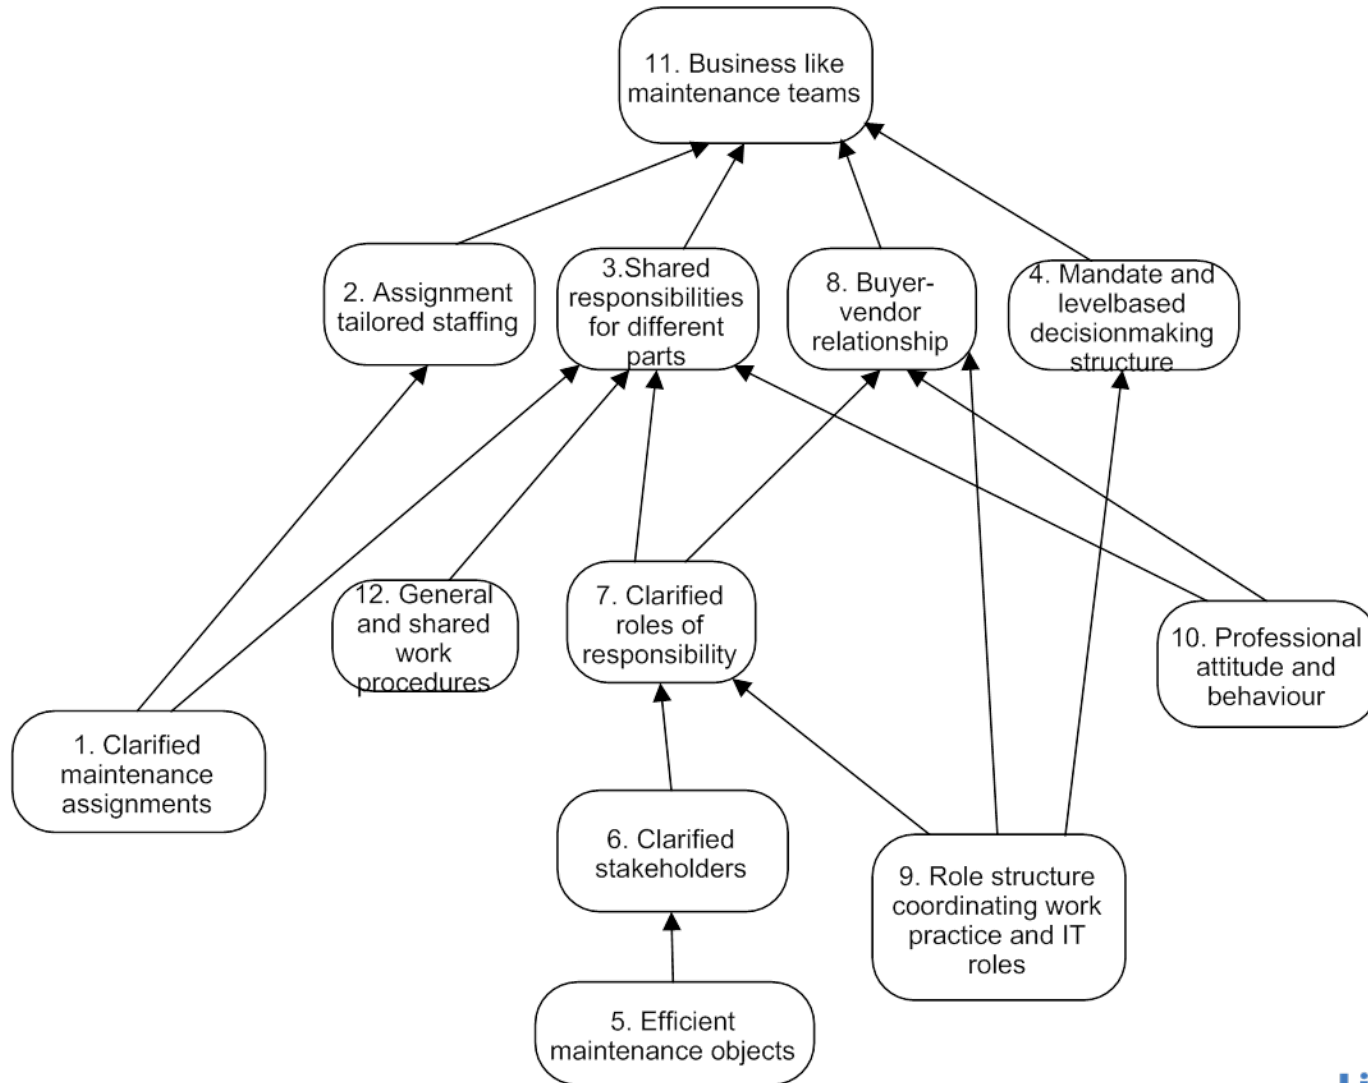 11. Business like
maintenance teams
2. Assignment
tailored staffing
3.Shared
responsibilities
for different
parts
8. Buyer-
vendor
relationship
4. Mandate and
levelbased
decisionmaking
structure
12. General
and shared
work
procedures
7. Clarified
roles of
responsibility
10. Professional
attitude and
behaviour
1. Clarified
maintenance
assignments
6. Clarified
stakeholders
9. Role structure
coordinating work
practice and IT
roles
5. Efficient
maintenance objects